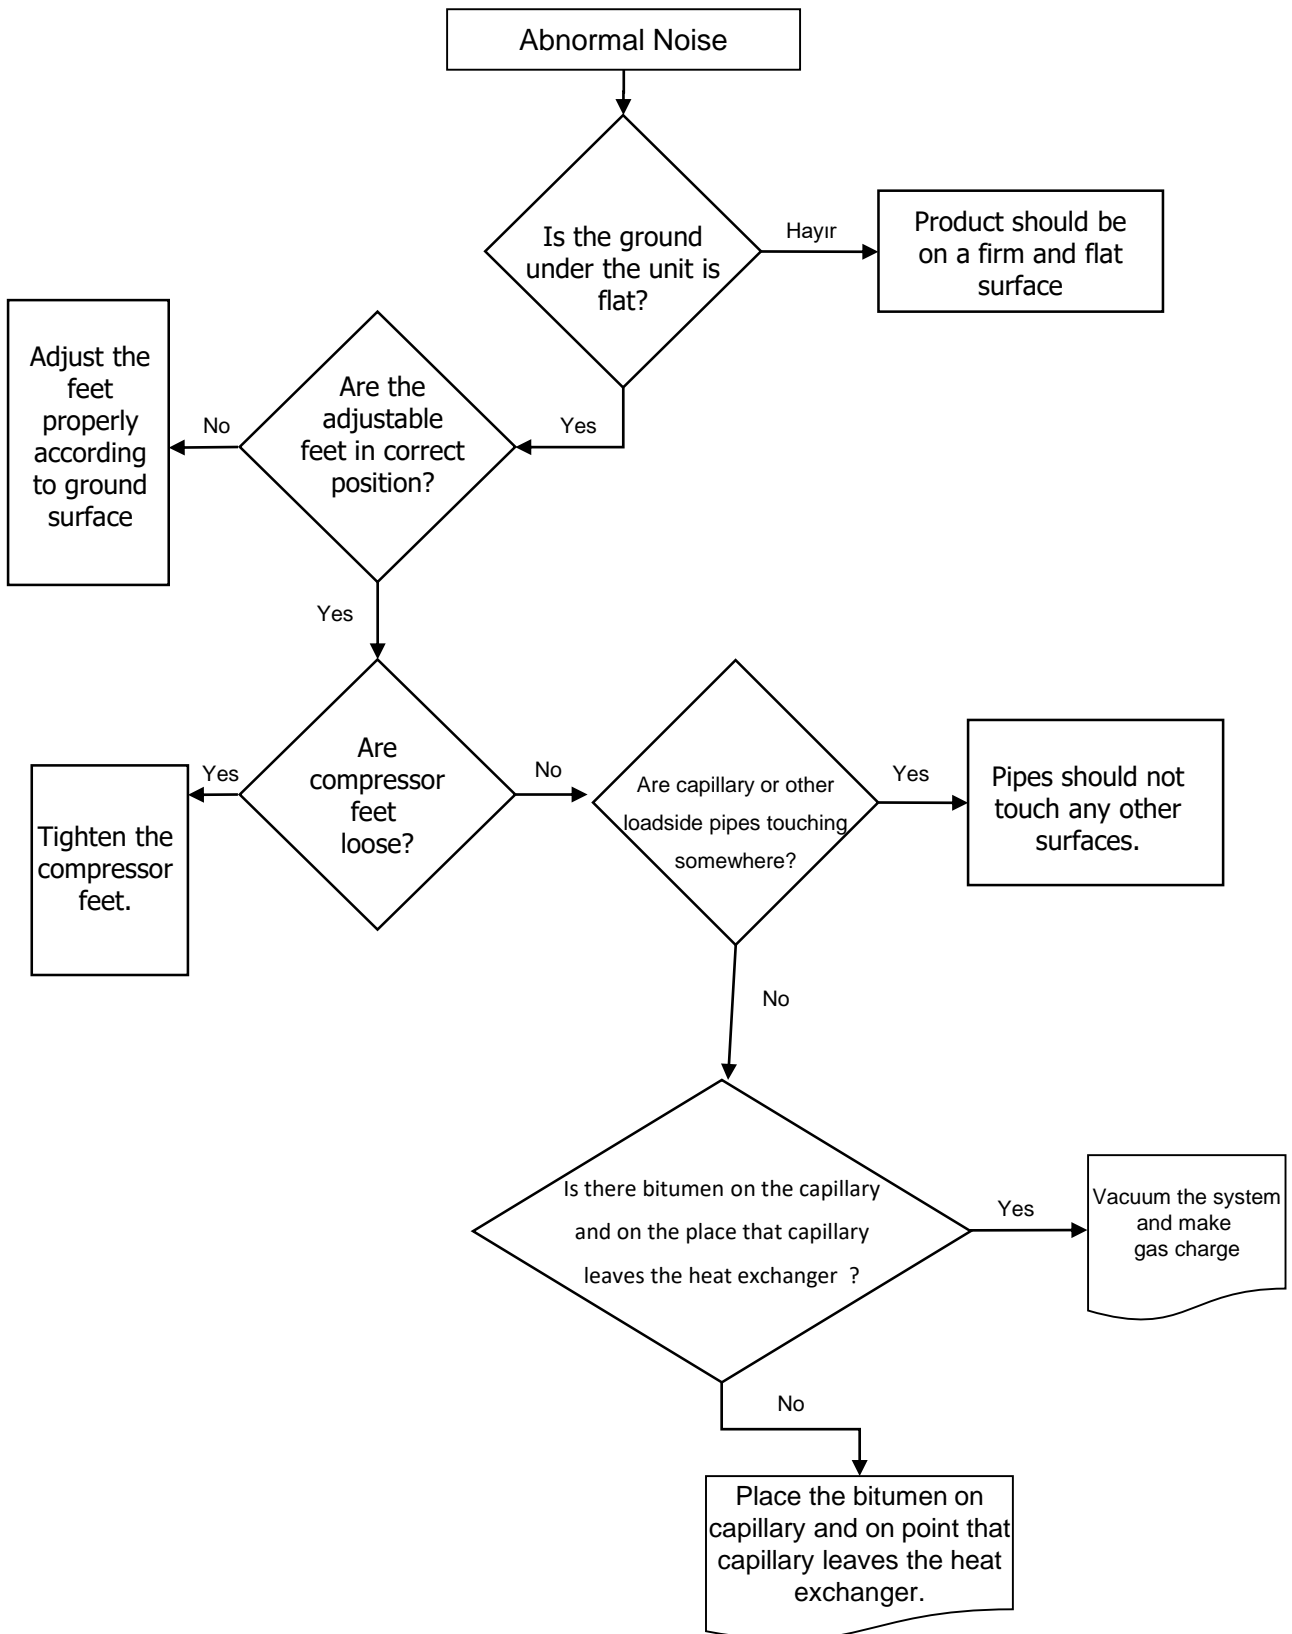 Abnormal Noise
Is the ground
under the unit is
flat?
Hayır
Product should be
on a firm and flat
surface
Yes
Are the
adjustable
feet in correct
position?
No
Adjust the
feet
properly
according
to ground
surface
Yes
Are
compressor
feet
loose?
Yes
Tighten the
compressor
feet.
No
Are capillary or other
loadside pipes touching
somewhere?
Yes
Pipes should not
touch any other
surfaces.
No
Is there bitumen on the capillary
and on the place that capillary
leaves the heat exchanger ?
Yes
Vacuum the system
and make
gas charge
No
Place the bitumen on
capillary and on point that
capillary leaves the heat
exchanger.